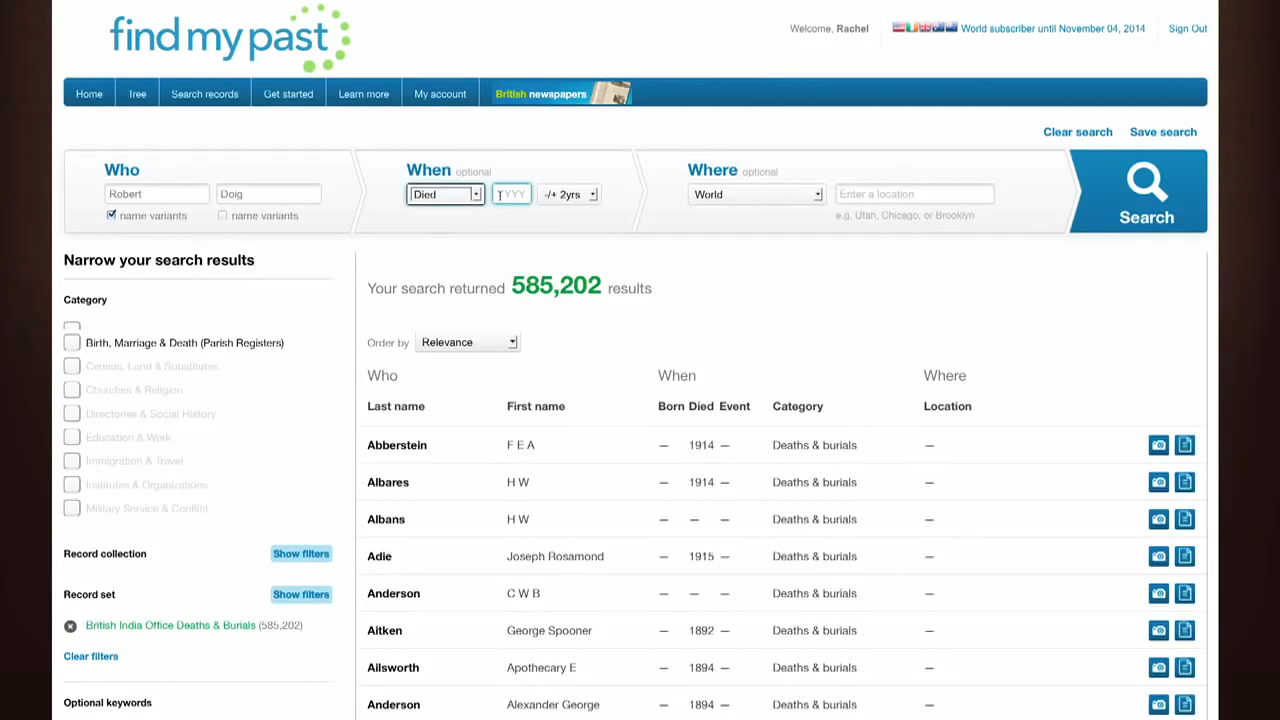 findmypast
Welcome, Rachel
World subscriber until November 04, 2014
Sign Out
Home
Tree
Search records
Get started
Learn more
My account
British newspapers
Clear search
Save search
Who
When optional
Where optional
Robert
Doig
Died
YYYY
-/+ 2yrs
World
Enter a location
name variants
name variants
e.g. Utah, Chicago, or Brooklyn
Search
Narrow your search results
Category
Birth, Marriage & Death (Parish Registers)
Census, Land & Substitutes
Churches & Religion
Directories & Social History
Education & Work
Immigration & Travel
Institutes & Organizations
Military Service & Conflict
Record collection
Show filters
Record set
Show filters
British India Office Deaths & Burials (585,202)
Clear filters
Optional keywords
Your search returned 585,202 results
Order by Relevance
Who When Where
Last name First name Born Died Event Category Location
Abberstein F E A – 1914 – Deaths & burials –
Albares H W – 1914 – Deaths & burials –
Albans H W – – – Deaths & burials –
Adie Joseph Rosamond – 1915 – Deaths & burials –
Anderson C W B – – – Deaths & burials –
Aitken George Spooner – 1892 – Deaths & burials –
Ailsworth Apothecary E – 1894 – Deaths & burials –
Anderson Alexander George – 1894 – Deaths & burials –